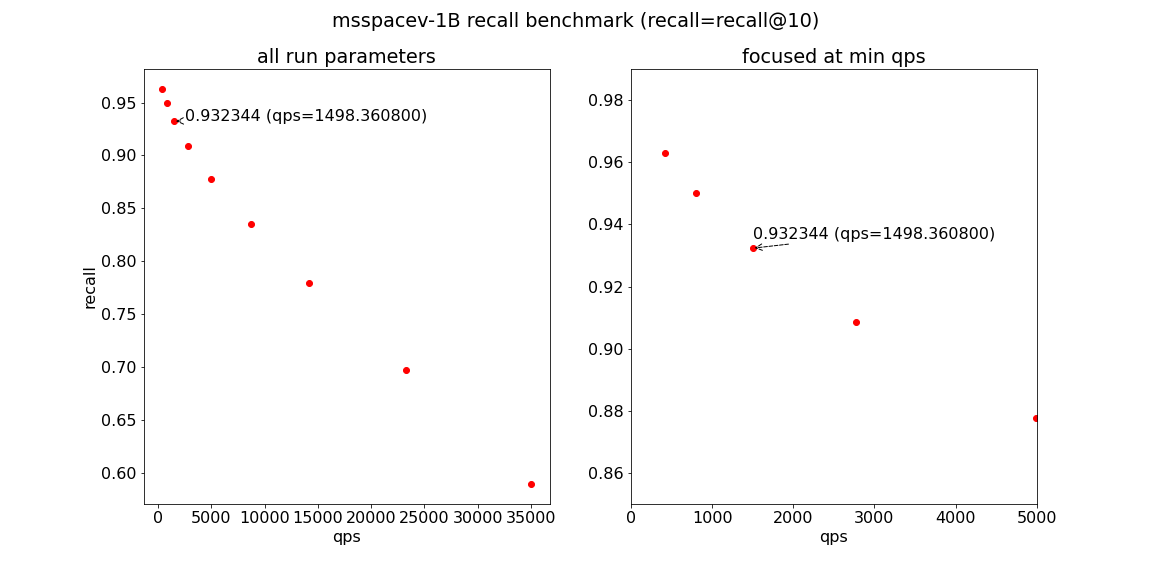 msspacev-1B recall benchmark (recall=recall@10)
all run parameters
0.95
0.90
0.85
0.80
0.75
0.70
0.65
0.60
recall
0.932344 (qps=1498.360800)
0 5000 10000 15000 20000 25000 30000 35000
qps
focused at min qps
0.98
0.96
0.94
0.92
0.90
0.88
0.86
0.932344 (qps=1498.360800)
0 1000 2000 3000 4000 5000
qps